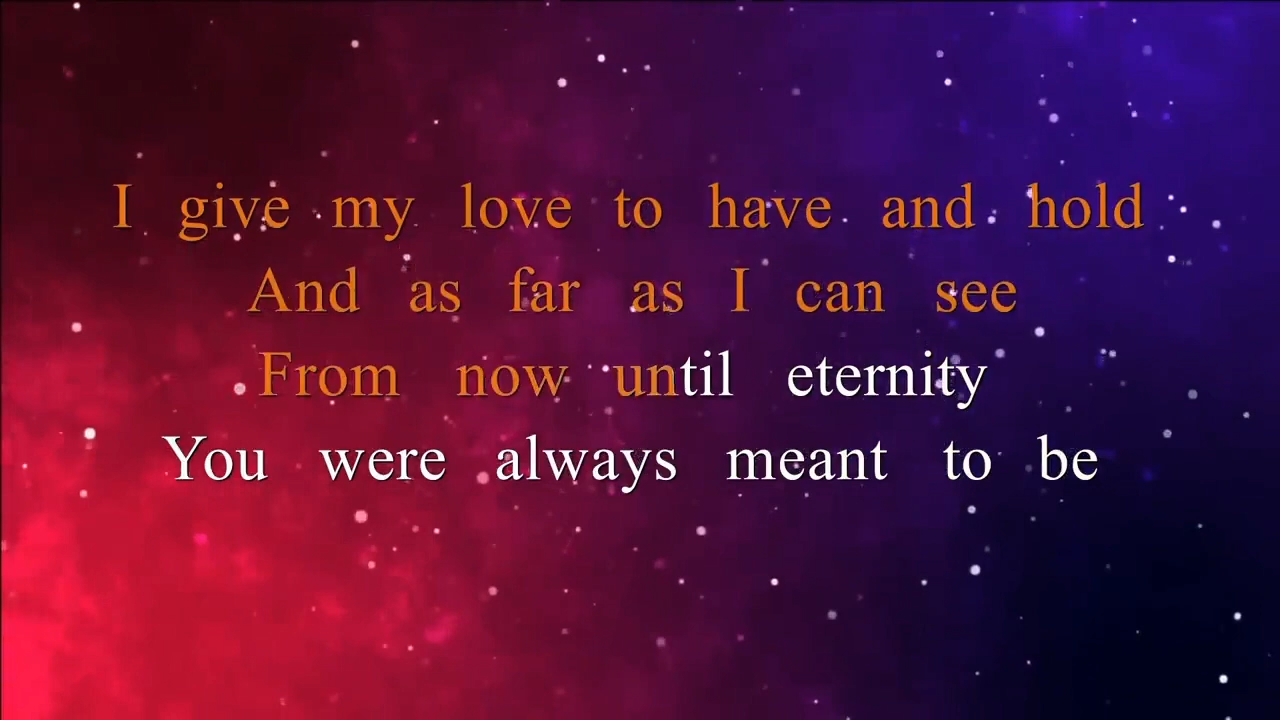 I give my love to have and hold
And as far as I can see
From now until eternity
You were always meant to be